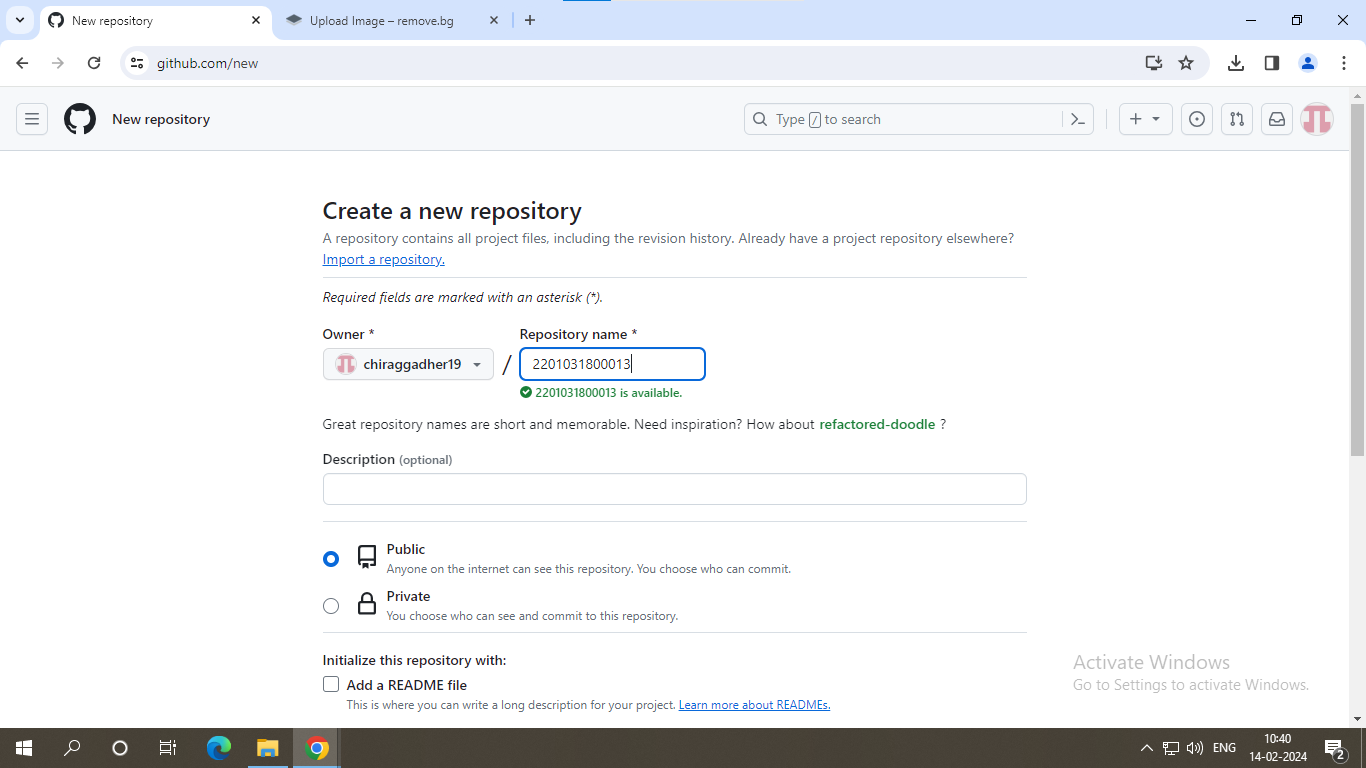 New repository
Upload Image – remove.bg
github.com/new
New repository
Type / to search
Create a new repository
A repository contains all project files, including the revision history. Already have a project repository elsewhere?
Import a repository.
Required fields are marked with an asterisk (*).
Owner * Repository name *
chiraggadher19 / 2201031800013
2201031800013 is available.
Great repository names are short and memorable. Need inspiration? How about refactored-doodle ?
Description (optional)
Public
Anyone on the internet can see this repository. You choose who can commit.
Private
You choose who can see and commit to this repository.
Initialize this repository with:
Add a README file
This is where you can write a long description for your project. Learn more about READMEs.
Activate Windows
Go to Settings to activate Windows.
ENG
10:40
14-02-2024
2